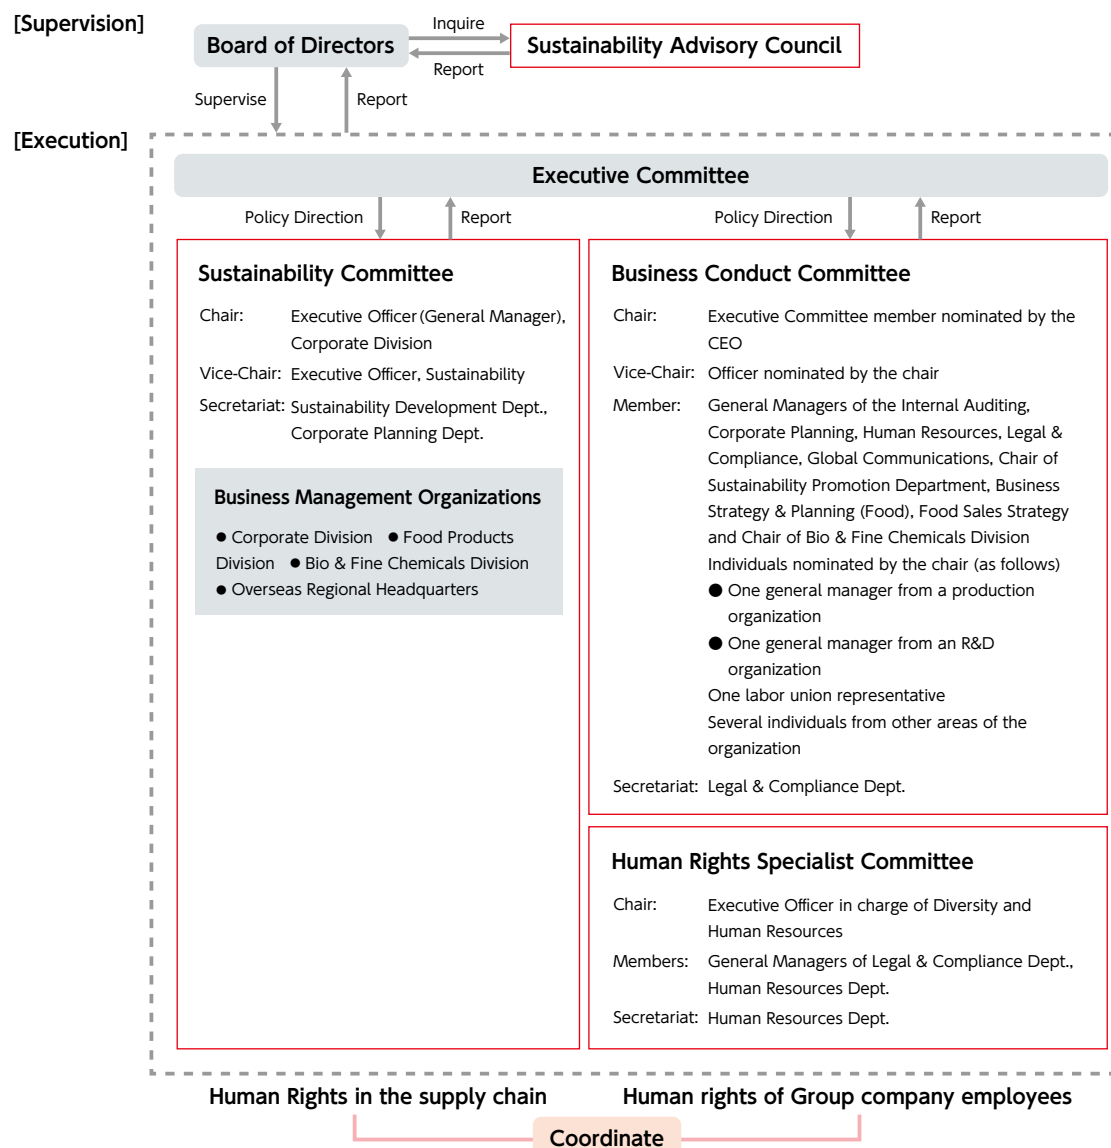 [Supervision]
Board of Directors
Inquire
Report
Sustainability Advisory Council
Supervise
Report
[Execution]
Executive Committee
Policy Direction
Report
Policy Direction
Report
Sustainability Committee
Chair: Executive Officer (General Manager),
Corporate Division
Vice-Chair: Executive Officer, Sustainability
Secretariat: Sustainability Development Dept.,
Corporate Planning Dept.
Business Management Organizations
● Corporate Division ● Food Products
Division ● Bio & Fine Chemicals Division
● Overseas Regional Headquarters
Business Conduct Committee
Chair: Executive Committee member nominated by the
CEO
Vice-Chair: Officer nominated by the chair
Member: General Managers of the Internal Auditing,
Corporate Planning, Human Resources, Legal &
Compliance, Global Communications, Chair of
Sustainability Promotion Department, Business
Strategy & Planning (Food), Food Sales Strategy
and Chair of Bio & Fine Chemicals Division
Individuals nominated by the chair (as follows)
● One general manager from a production
organization
● One general manager from an R&D
organization
One labor union representative
Several individuals from other areas of the
organization
Secretariat: Legal & Compliance Dept.
Human Rights Specialist Committee
Chair: Executive Officer in charge of Diversity and
Human Resources
Members: General Managers of Legal & Compliance Dept.,
Human Resources Dept.
Secretariat: Human Resources Dept.
Human Rights in the supply chain
Human rights of Group company employees
Coordinate